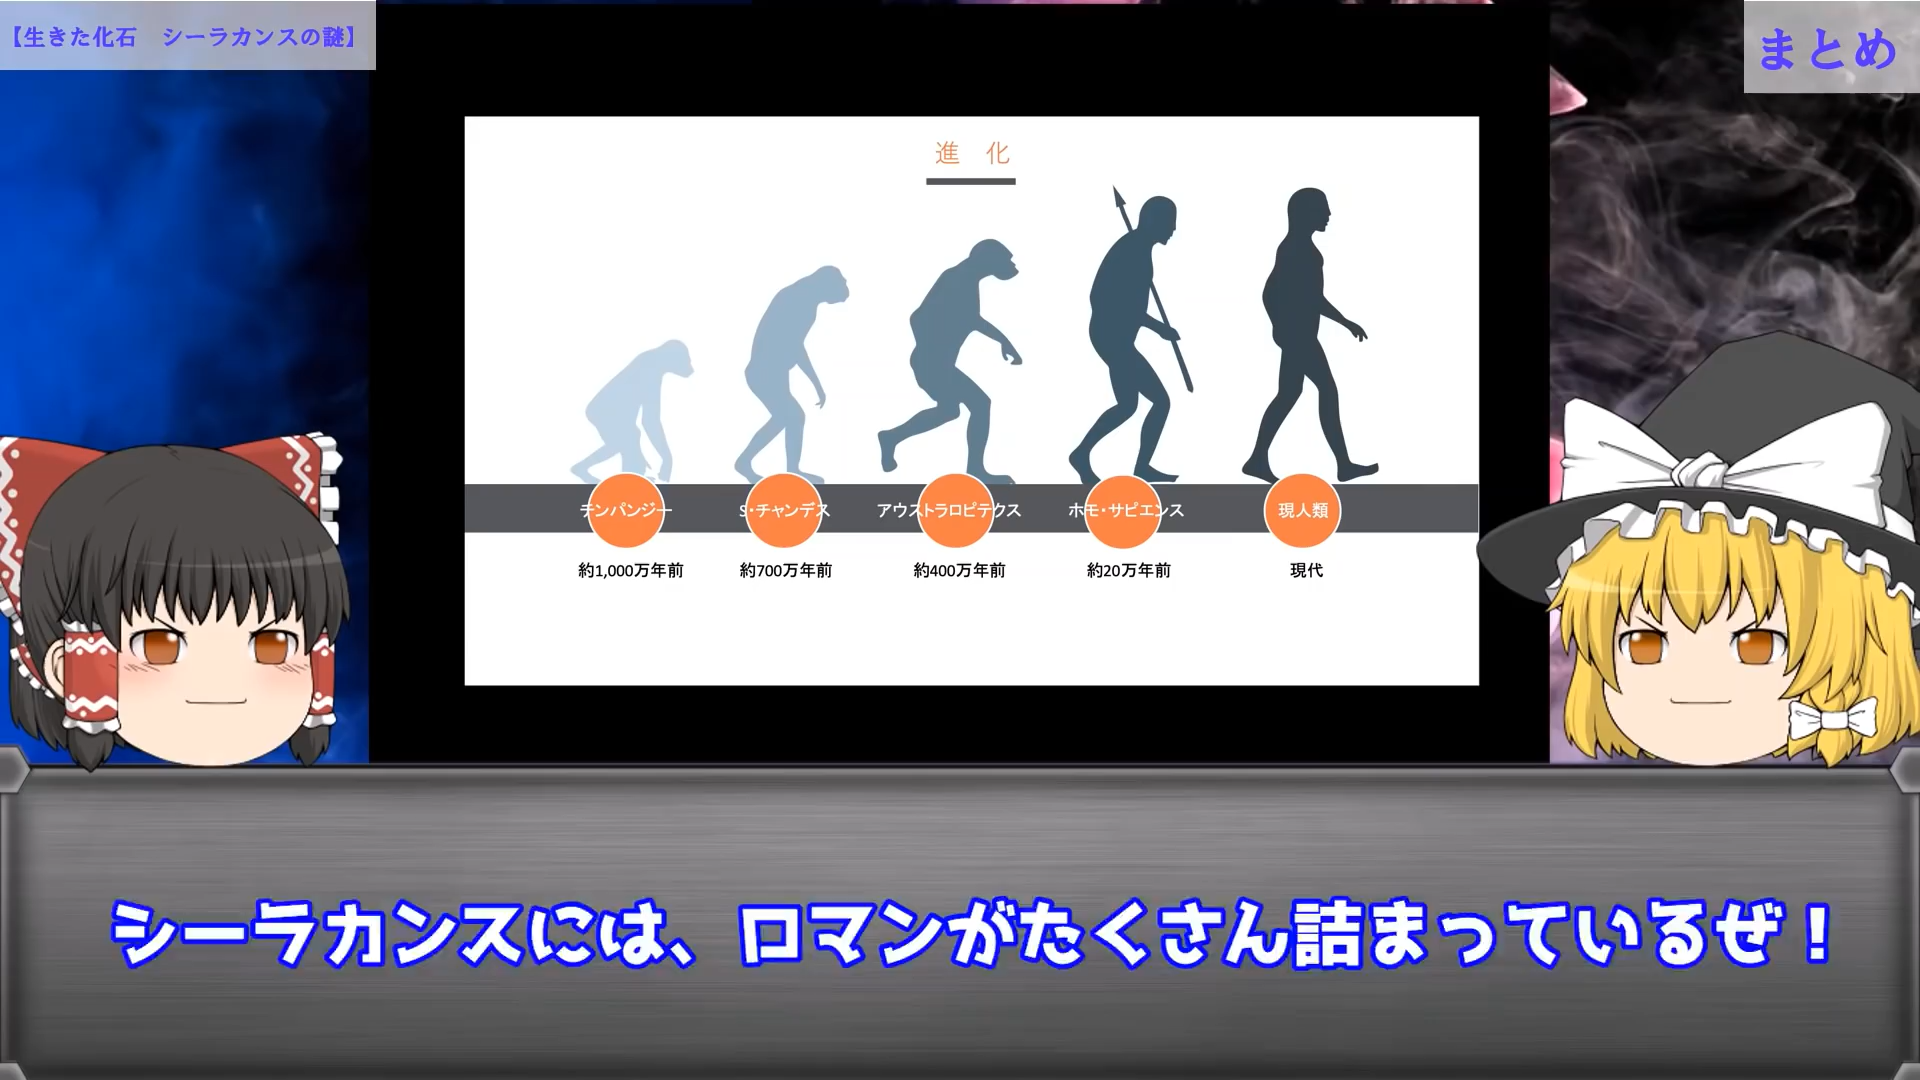 【生きた化石　シーラカンスの謎】
まとめ
進　化
チンパンジー
S・チャンデス
アウストラロピテクス
ホモ・サピエンス
現人類
約1,000万年前
約700万年前
約400万年前
約20万年前
現代
シーラカンスには、ロマンがたくさん詰まっているぜ！